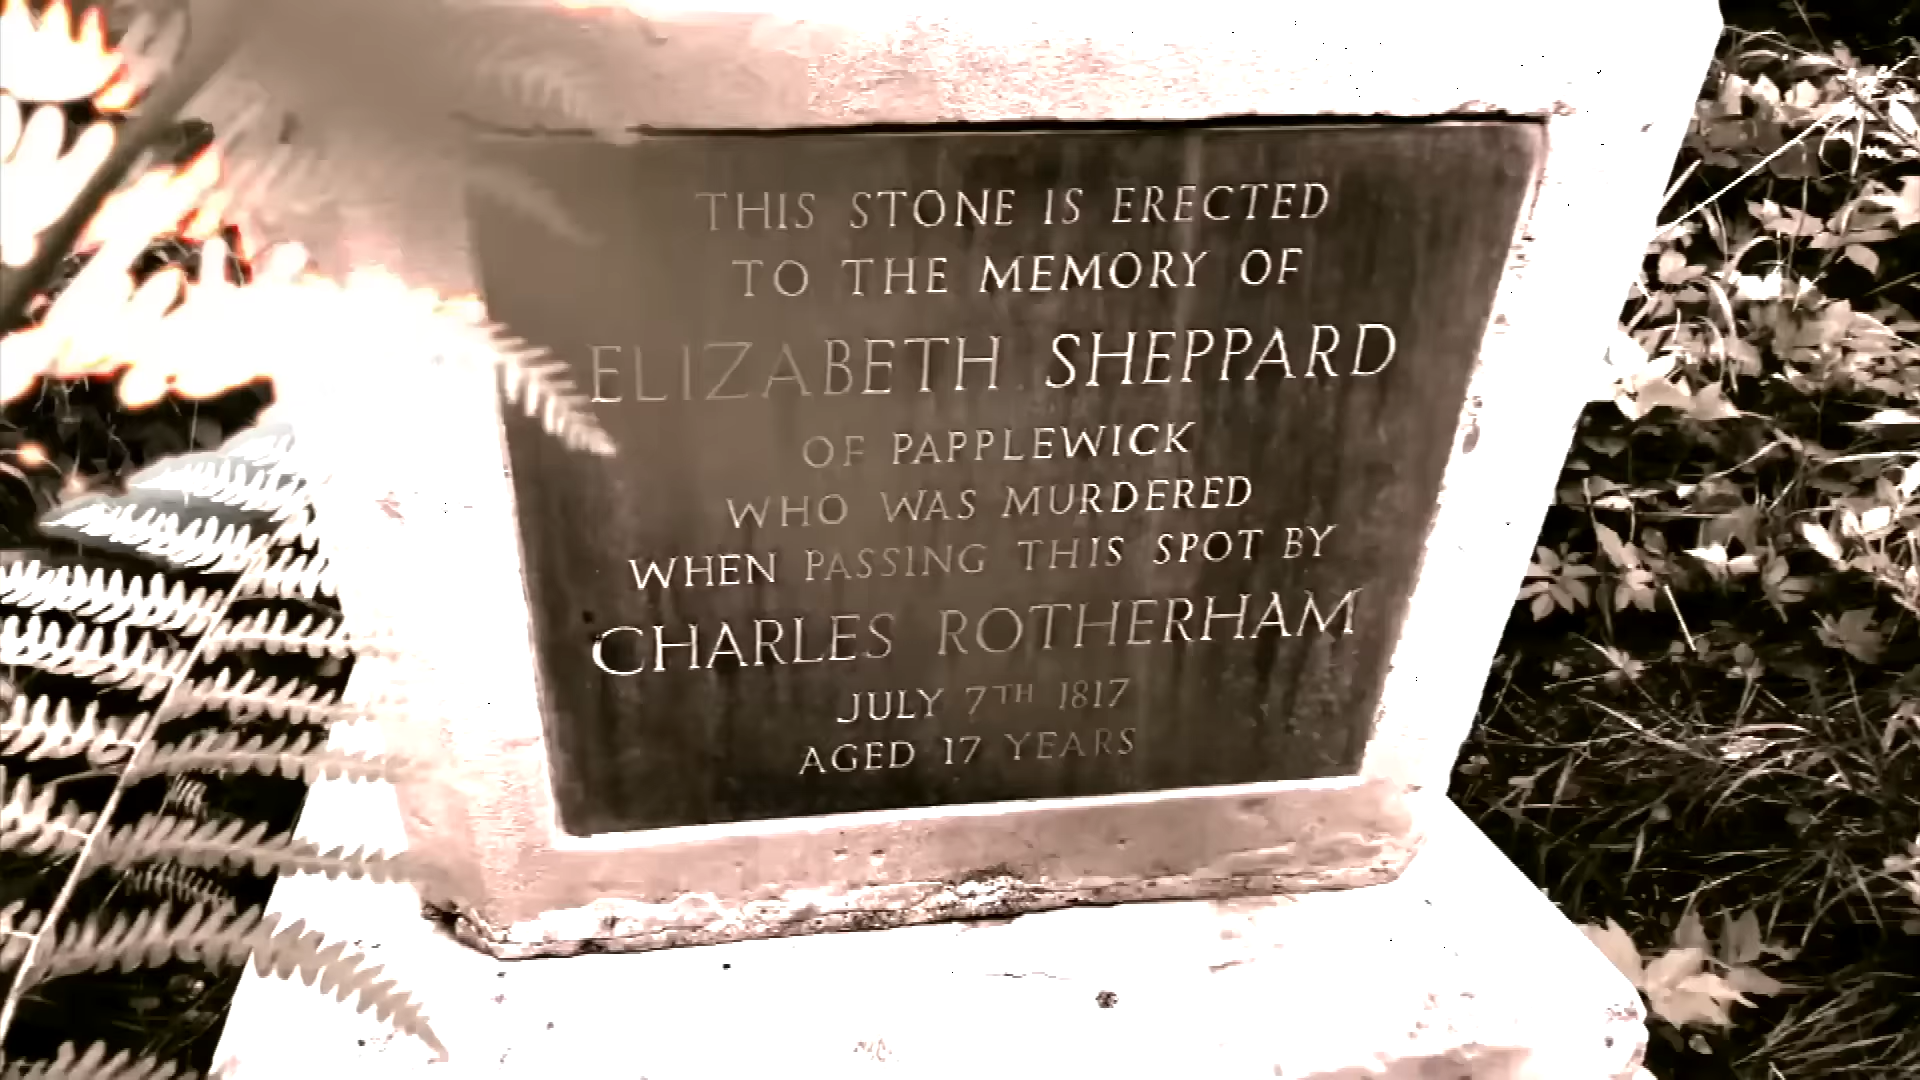 THIS STONE IS ERECTED
TO THE MEMORY OF
ELIZABETH SHEPPARD
OF PAPPLEWICK
WHO WAS MURDERED
WHEN PASSING THIS SPOT BY
CHARLES ROTHERHAM
JULY 7TH 1817
AGED 17 YEARS